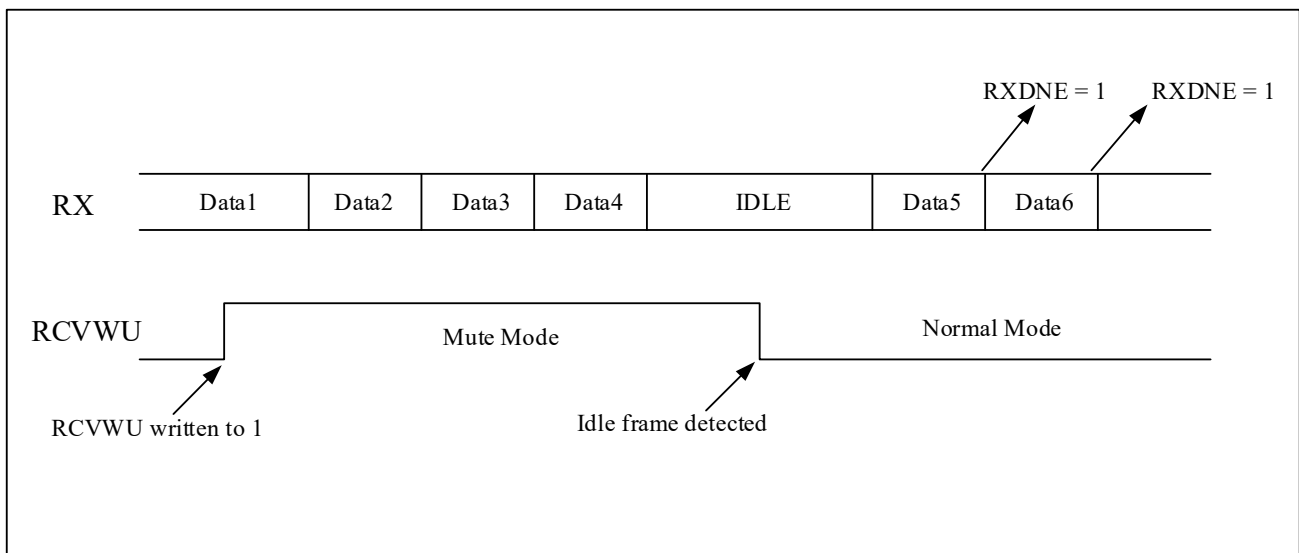 RXDNE = 1 RXDNE = 1
RX Data1 Data2 Data3 Data4 IDLE Data5 Data6
RCVWU Mute Mode Normal Mode
RCVWU written to 1 Idle frame detected